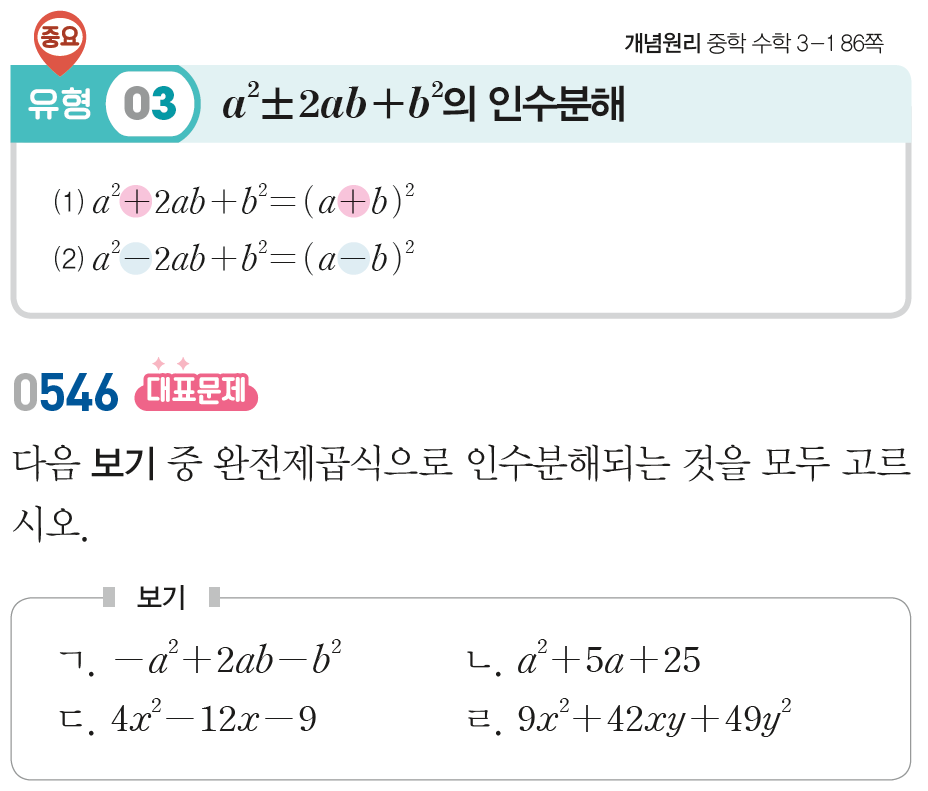 중요
개념원리 중학 수학 3-1 86쪽
유형 03 a²±2ab+b²의 인수분해
(1) a²+2ab+b²=(a+b)²
(2) a²-2ab+b²=(a-b)²
0546 대표문제
다음 보기 중 완전제곱식으로 인수분해되는 것을 모두 고르
시오.
보기
ㄱ. -a²+2ab-b² ㄴ. a²+5a+25
ㄷ. 4x²-12x-9 ㄹ. 9x²+42xy+49y²